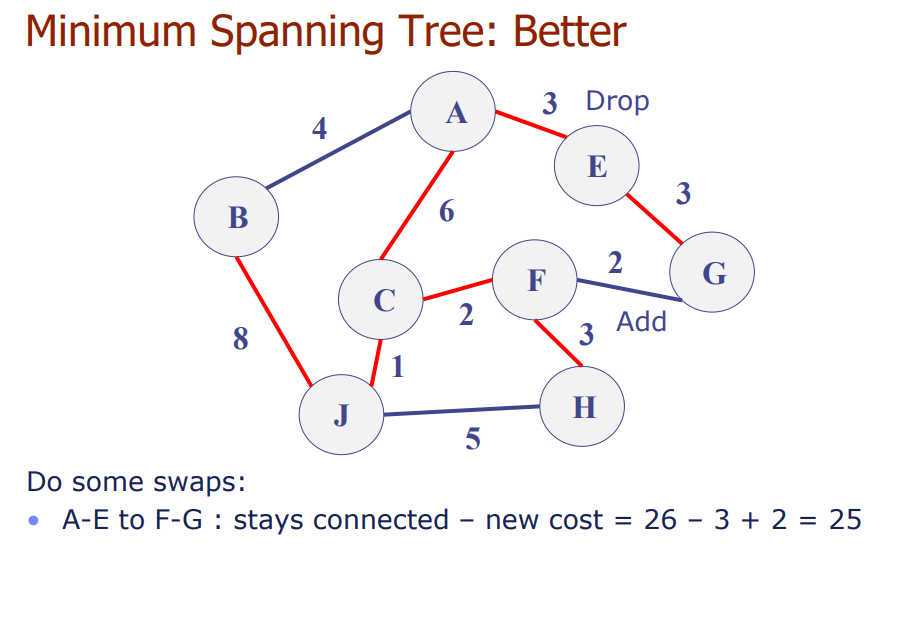 Minimum Spanning Tree: Better
A
3 Drop
4
E
3
B
6
F
2
G
C
2
Add
3
8
1
J
H
5
Do some swaps:
• A-E to F-G : stays connected – new cost = 26 – 3 + 2 = 25